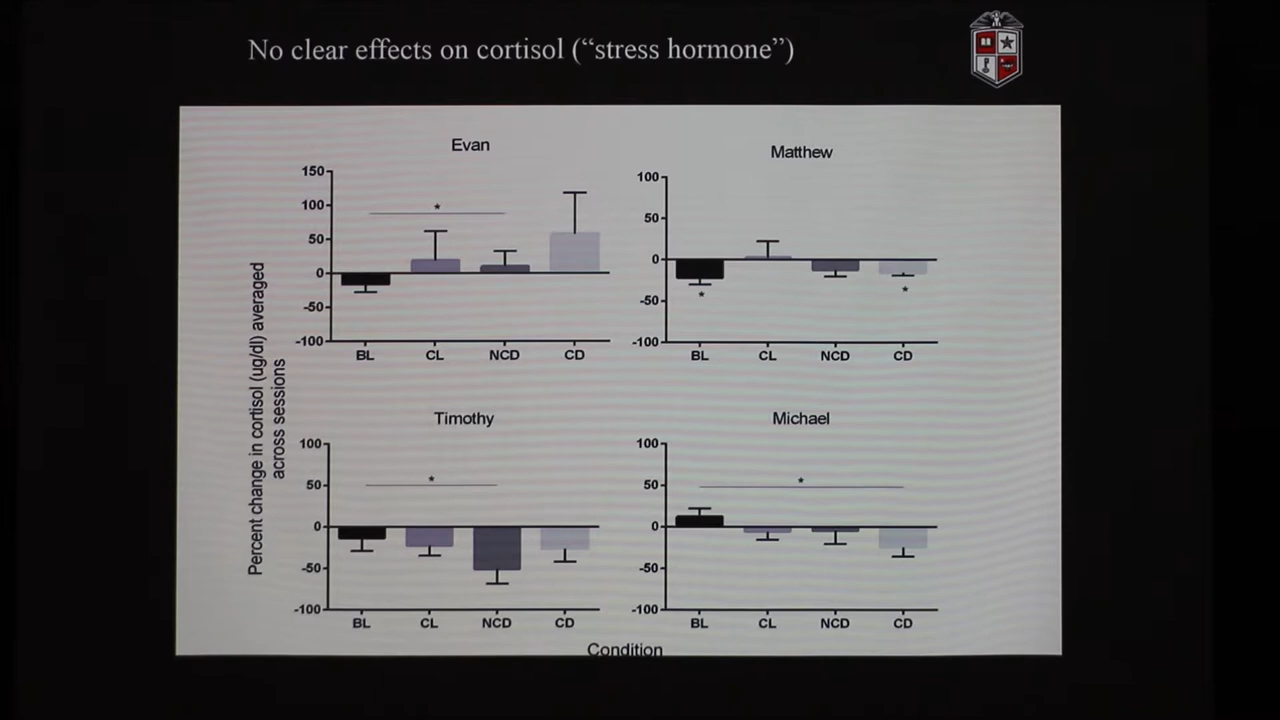 No clear effects on cortisol (“stress hormone”)
Percent change in cortisol (ug/dl) averaged
across sessions
Evan
150
100
50
0
-50
-100
*
BL CL NCD CD
Matthew
100
50
0
-50
-100
* *
BL CL NCD CD
Timothy
100
50
0
-50
-100
*
BL CL NCD CD
Michael
100
50
0
-50
-100
*
BL CL NCD CD
Condition